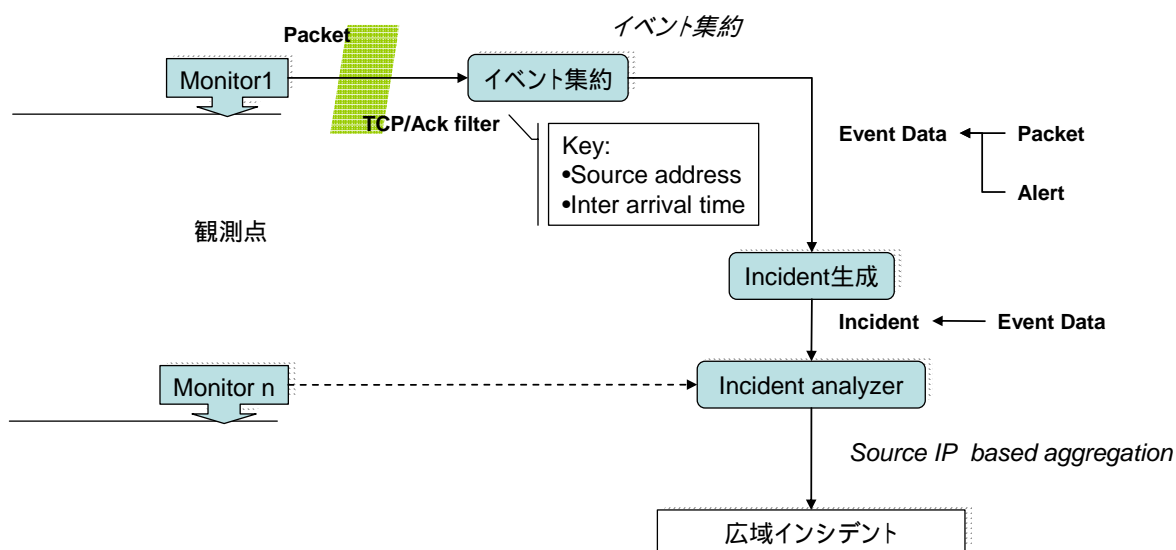 イベント集約
Packet
Monitor1
イベント集約
TCP/Ack filter
Key:
•Source address
•Inter arrival time
Event Data
Packet
Alert
観測点
Incident生成
Incident
Event Data
Monitor n
Incident analyzer
Source IP based aggregation
広域インシデント